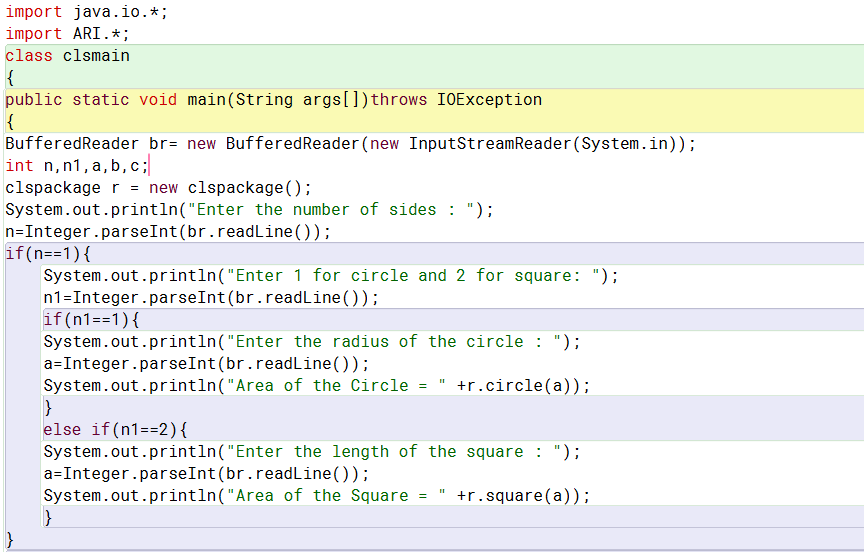 import java.io.*;
import ARI.*;
class clsmain
{
public static void main(String args[])throws IOException
{
BufferedReader br= new BufferedReader(new InputStreamReader(System.in));
int n,n1,a,b,c;
clspackage r = new clspackage();
System.out.println("Enter the number of sides : ");
n=Integer.parseInt(br.readLine());
if(n==1){
    System.out.println("Enter 1 for circle and 2 for square: ");
    n1=Integer.parseInt(br.readLine());
    if(n1==1){
    System.out.println("Enter the radius of the circle : ");
    a=Integer.parseInt(br.readLine());
    System.out.println("Area of the Circle = " +r.circle(a));
    }
    else if(n1==2){
    System.out.println("Enter the length of the square : ");
    a=Integer.parseInt(br.readLine());
    System.out.println("Area of the Square = " +r.square(a));
    }
}